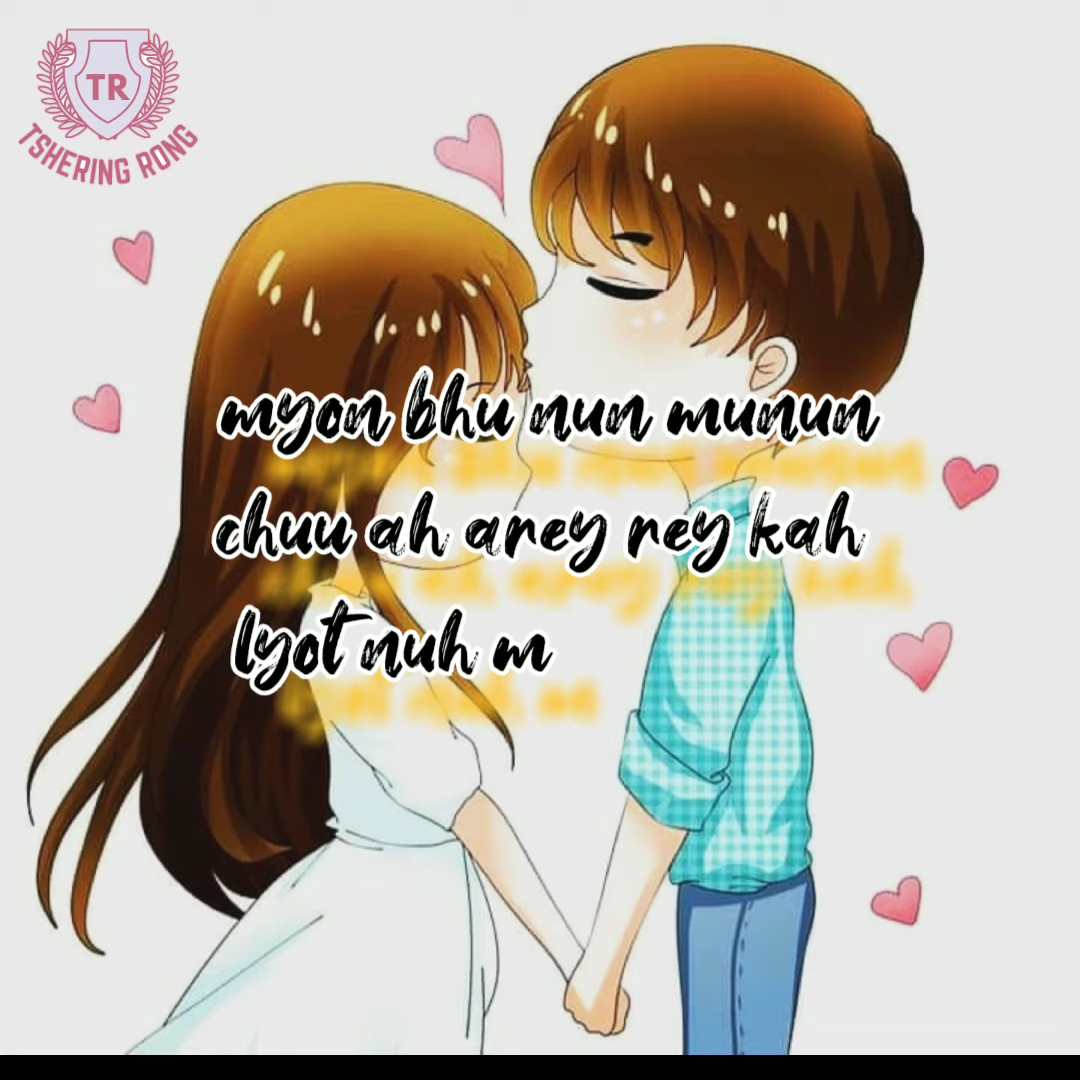 TR
TSHERING RONG
myon bhu nun munun
chuu ah arey rey kah
lyot nuh m